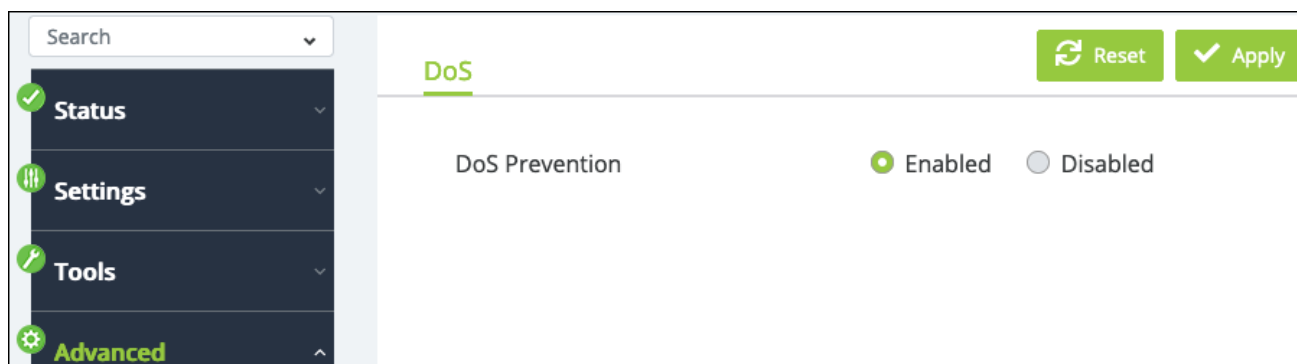 Search
Status
Settings
Tools
Advanced
DoS
Reset
Apply
DoS Prevention
Enabled
Disabled